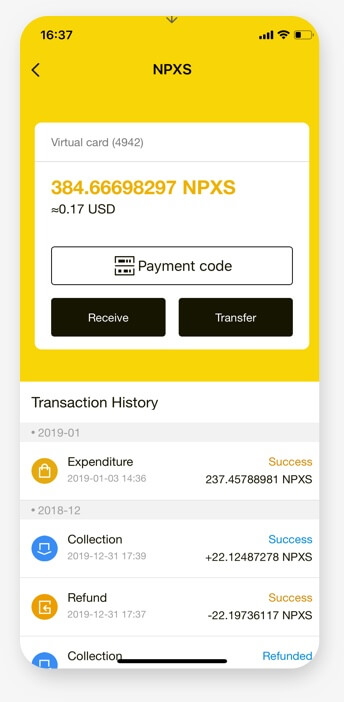 16:37
NPXS
Virtual card (4942)
384.66698297 NPXS
≈0.17 USD
Payment code
Receive
Transfer
Transaction History
• 2019-01
Expenditure
Success
2019-01-03 14:36
237.45788981 NPXS
• 2018-12
Collection
Success
2019-12-31 17:39
+22.12487278 NPXS
Refund
Success
2019-12-31 17:37
-22.19736117 NPXS
Collection
Refunded